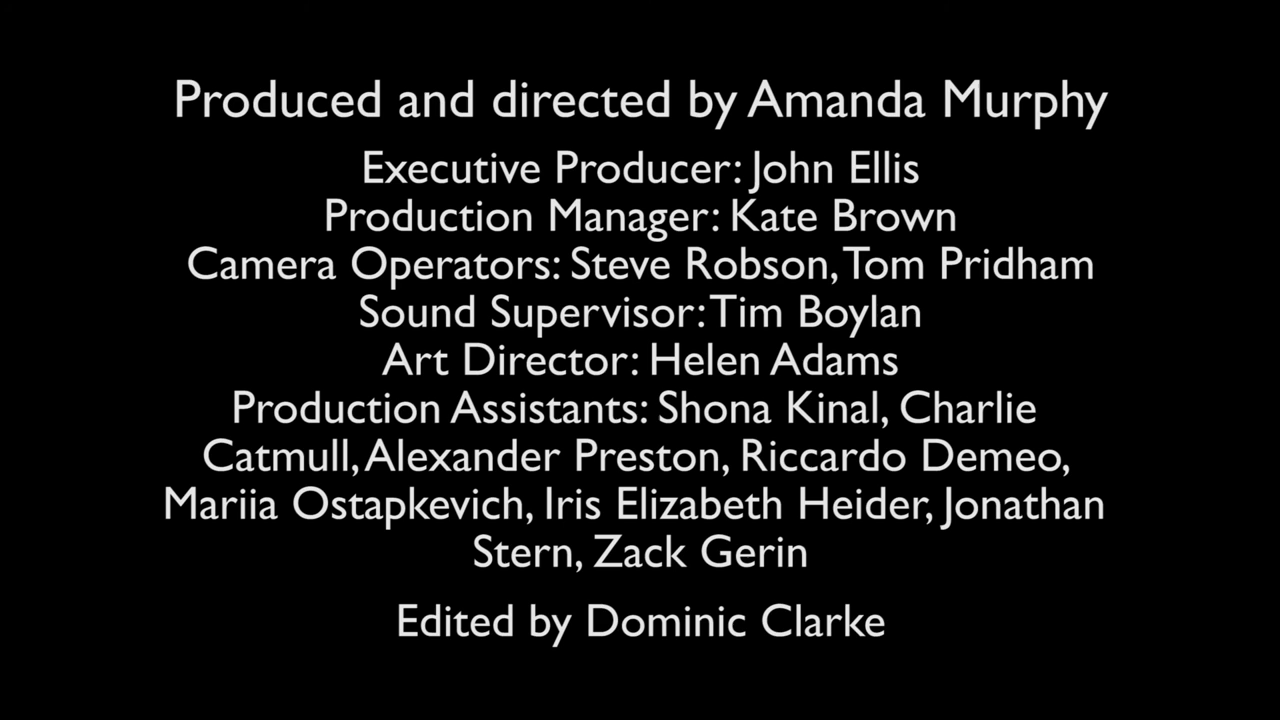 Produced and directed by Amanda Murphy
Executive Producer: John Ellis
Production Manager: Kate Brown
Camera Operators: Steve Robson, Tom Pridham
Sound Supervisor: Tim Boylan
Art Director: Helen Adams
Production Assistants: Shona Kinal, Charlie
Catmull, Alexander Preston, Riccardo Demeo,
Mariia Ostapkevich, Iris Elizabeth Heider, Jonathan
Stern, Zack Gerin
Edited by Dominic Clarke